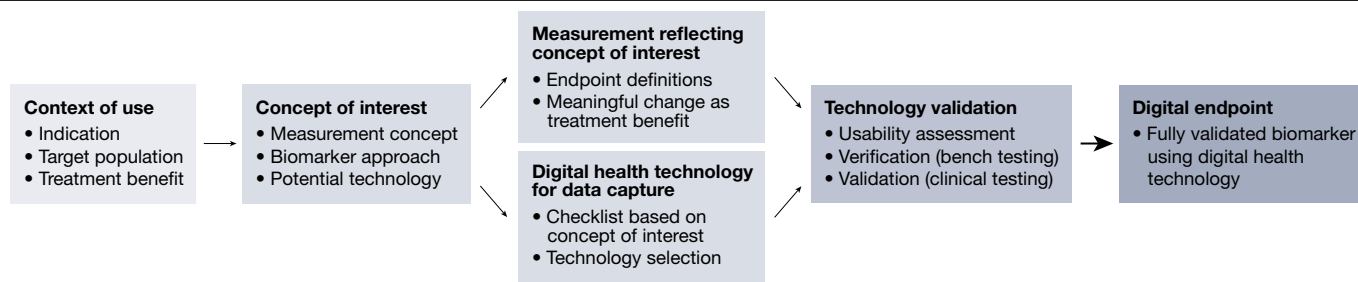 Context of use
• Indication
• Target population
• Treatment benefit
Concept of interest
• Measurement concept
• Biomarker approach
• Potential technology
Measurement reflecting
concept of interest
• Endpoint definitions
• Meaningful change as
treatment benefit
Digital health technology
for data capture
• Checklist based on
concept of interest
• Technology selection
Technology validation
• Usability assessment
• Verification (bench testing)
• Validation (clinical testing)
Digital endpoint
• Fully validated biomarker
using digital health
technology